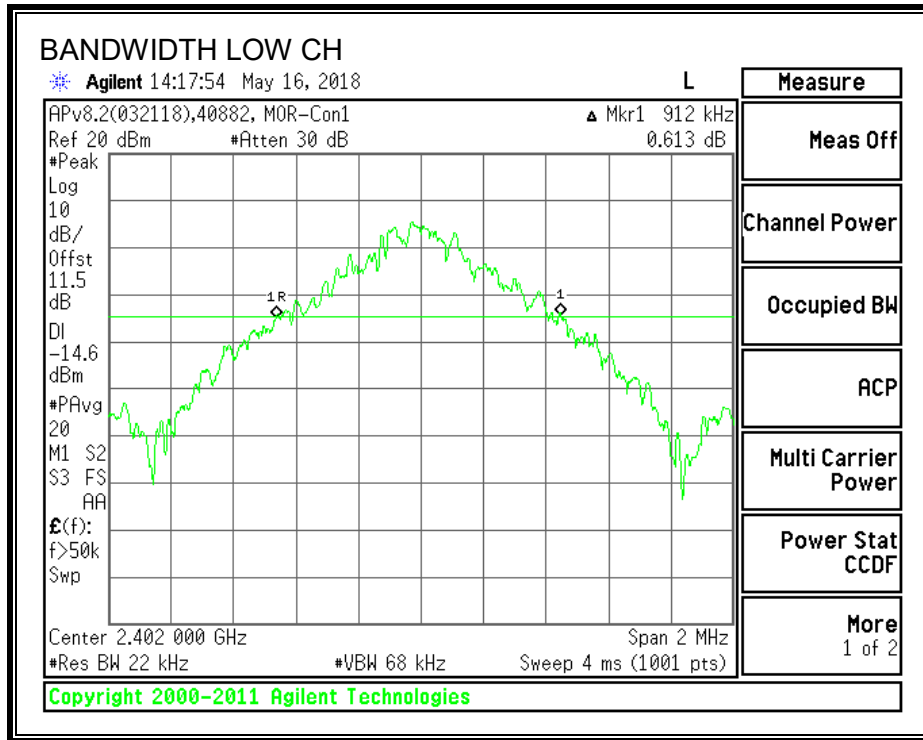 BANDWIDTH LOW CH
Agilent 14:17:54 May 16, 2018 L
Measure
APv8.2(032118),40882, MOR-Con1 Δ Mkr1 912 kHz
Ref 20 dBm #Atten 30 dB 0.613 dB
#Peak
Log
10
dB/
Offst
11.5
dB
DI
-14.6
dBm
#PAvg
20
M1 S2
S3 FS
AA
£(f):
f>50k
Swp
1R
1
Center 2.402 000 GHz Span 2 MHz
#Res BW 22 kHz #VBW 68 kHz Sweep 4 ms (1001 pts)
Meas Off
Channel Power
Occupied BW
ACP
Multi Carrier
Power
Power Stat
CCDF
More
1 of 2
Copyright 2000-2011 Agilent Technologies